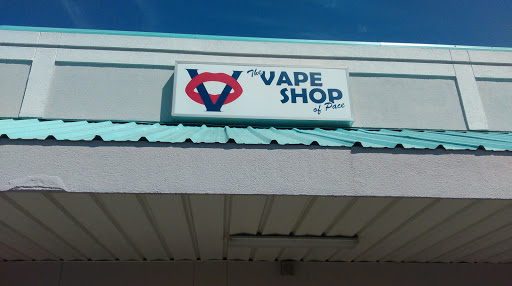 V
The VAPE
SHOP
of Pace